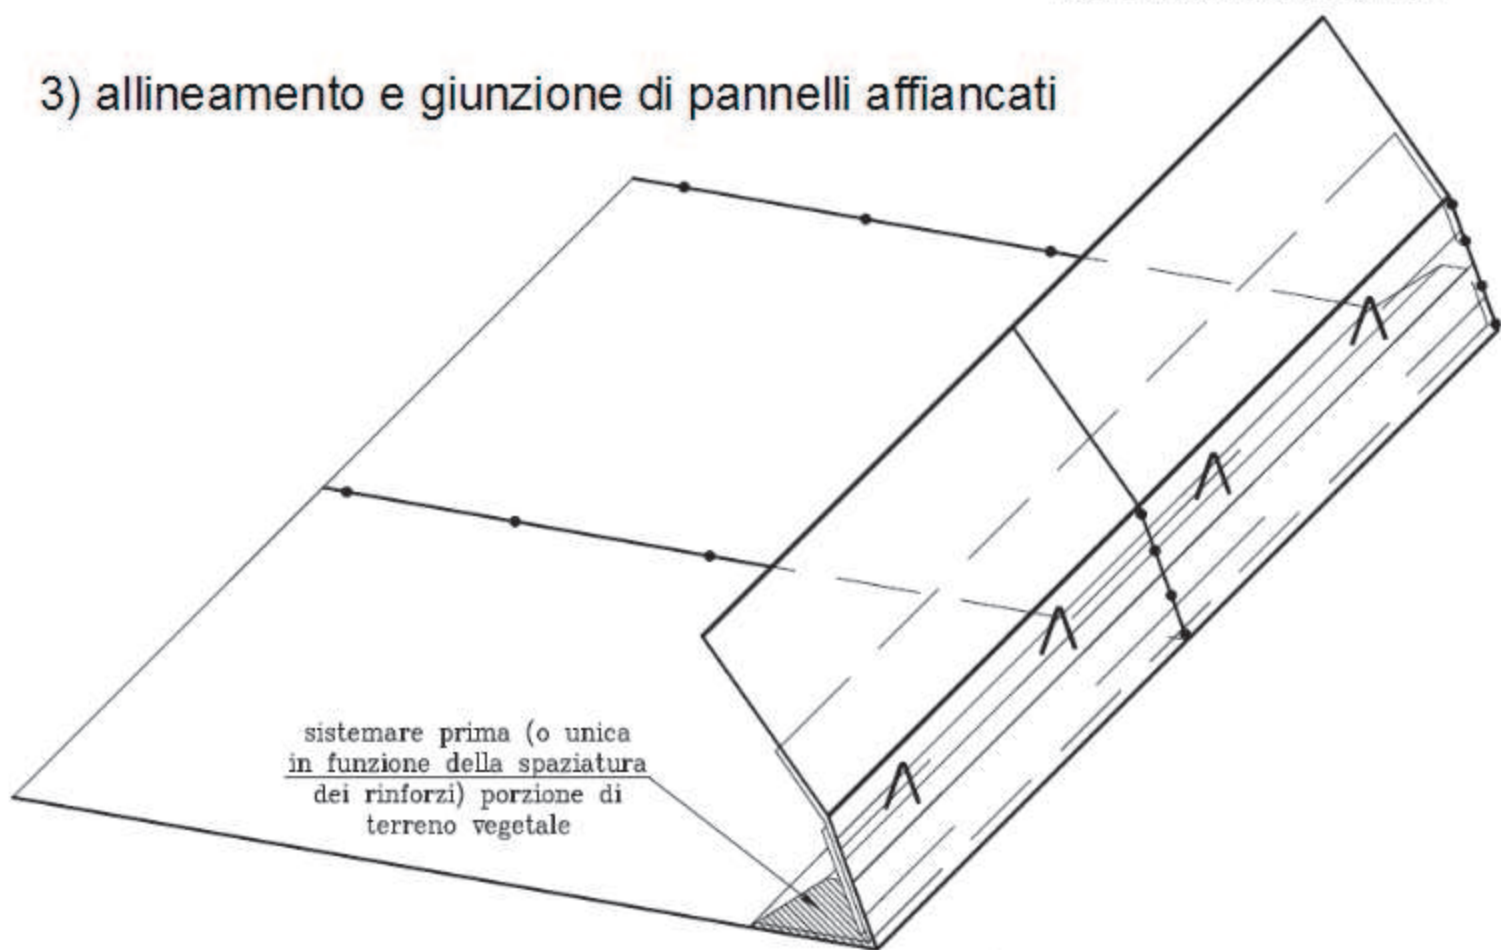 3) allineamento e giunzione di pannelli affiancati
sistemare prima (o unica
in funzione della spaziatura
dei rinforzi) porzione di
terreno vegetale